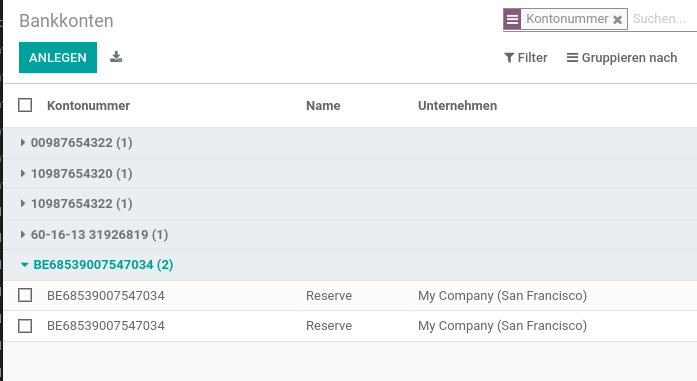 Bankkonten
Kontonummer
Suchen...
ANLEGEN
Filter
Gruppieren nach
Kontonummer Name Unternehmen
00987654322 (1)
10987654320 (1)
10987654322 (1)
60-16-13 31926819 (1)
BE68539007547034 (2)
BE68539007547034 Reserve My Company (San Francisco)
BE68539007547034 Reserve My Company (San Francisco)